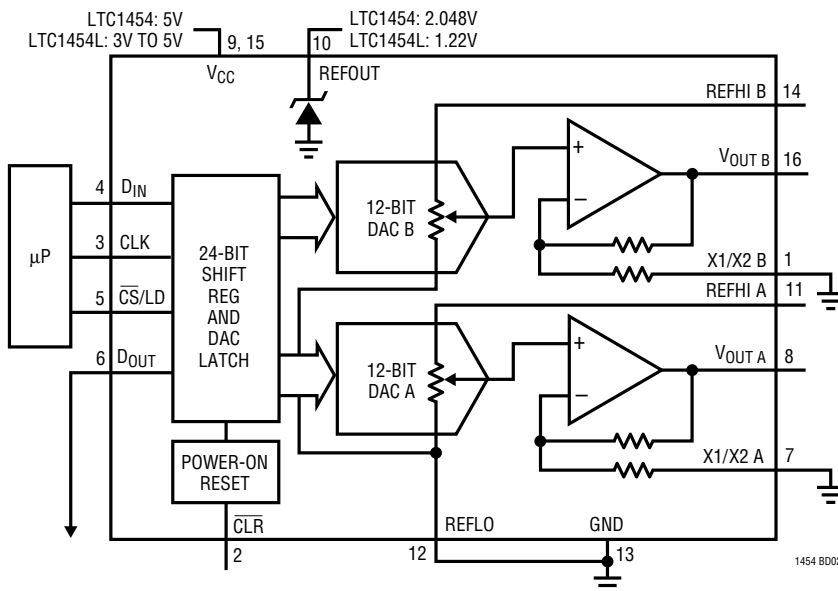 LTC1454: 5V
LTC1454L: 3V TO 5V
LTC1454: 2.048V
LTC1454L: 1.22V
9, 15
10
VCC
REFOUT
REFHI B
14
VOUT B
16
+
−
X1/X2 B
1
REFHI A
11
VOUT A
8
+
−
X1/X2 A
7
µP
4
DIN
3
CLK
5
C̅S̅/LD
6
DOUT
24-BIT
SHIFT
REG
AND
DAC
LATCH
12-BIT
DAC B
12-BIT
DAC A
POWER-ON
RESET
C̅L̅R̅
2
REFLO
12
GND
13
1454 BD02